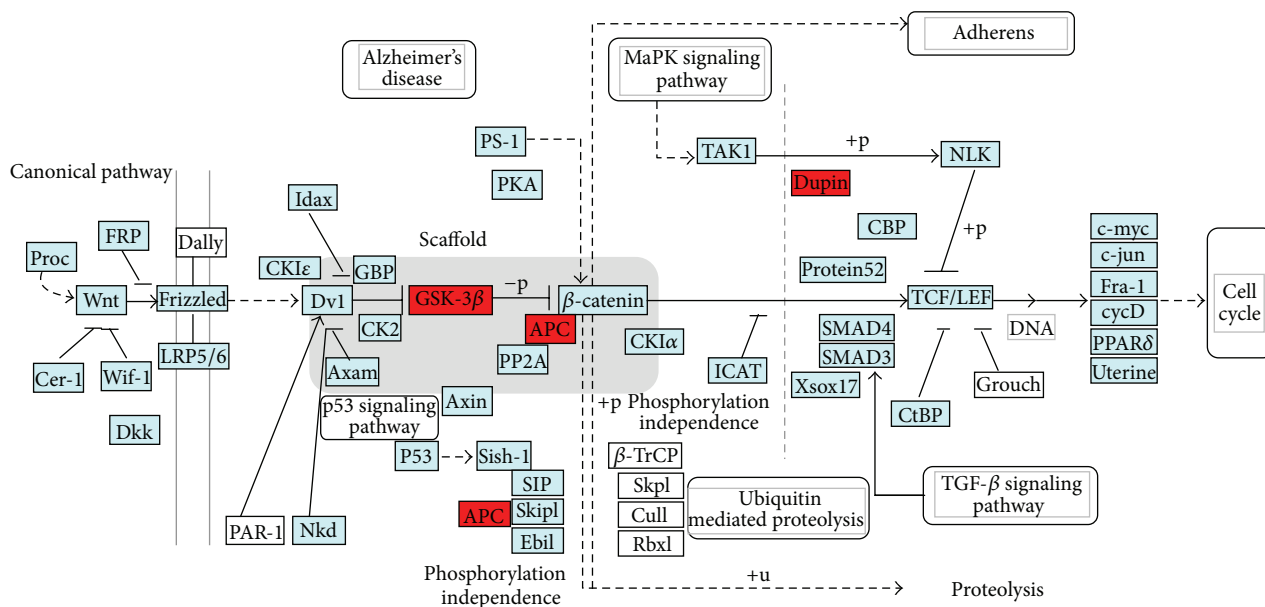 Alzheimer's
disease
MaPK signaling
pathway
Adherens
PS-1
TAK1
+p
NLK
Canonical pathway
PKA
Dupin
Idax
FRP
Dally
Scaffold
CBP
+p
c-myc
Proc
c-jun
CKIε
GBP
Protein52
Wnt
Frizzled
Dv1
GSK-3β
−p
β-catenin
TCF/LEF
Fra-1
Cell
cycle
CK2
APC
SMAD4
DNA
cycD
LRP5/6
PP2A
CKIα
SMAD3
PPARδ
Cer-1
Wif-1
Axam
ICAT
Xsox17
Grouch
Uterine
p53 signaling
pathway
Axin
+p Phosphorylation
independence
CtBP
Dkk
P53
Sish-1
β-TrCP
SIP
Skpl
Ubiquitin
mediated proteolysis
TGF-β signaling
pathway
APC
Skipl
Cull
PAR-1
Nkd
Ebil
Rbxl
Phosphorylation
independence
+u
Proteolysis